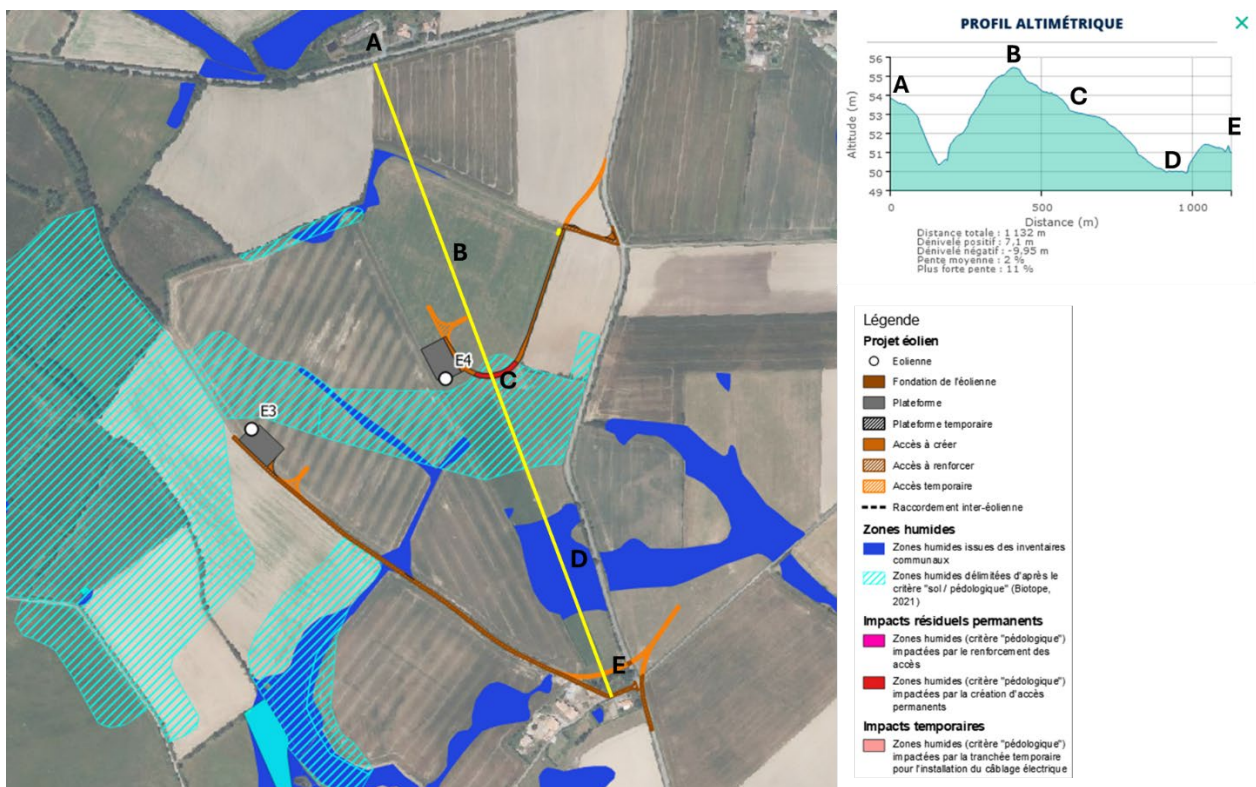 A
B
E4
C
E3
D
E
PROFIL ALTIMÉTRIQUE
×
Altitude (m)
56
55
54
53
52
51
50
49
A
B
C
D
E
0
500
1 000
Distance (m)
Distance totale : 1 132 m
Dénivelé positif : 7,1 m
Dénivelé négatif : -9,95 m
Pente moyenne : 2 %
Plus forte pente : 11 %
Légende
Projet éolien
Eolienne
Fondation de l'éolienne
Plateforme
Plateforme temporaire
Accès à créer
Accès à renforcer
Accès temporaire
Raccordement inter-éolienne
Zones humides
Zones humides issues des inventaires
communaux
Zones humides délimitées d'après le
critère "sol / pédologique" (Biotope,
2021)
Impacts résiduels permanents
Zones humides (critère "pédologique")
impactées par le renforcement des
accès
Zones humides (critère "pédologique")
impactées par la création d'accès
permanents
Impacts temporaires
Zones humides (critère "pédologique")
impactées par la tranchée temporaire
pour l'installation du câblage électrique